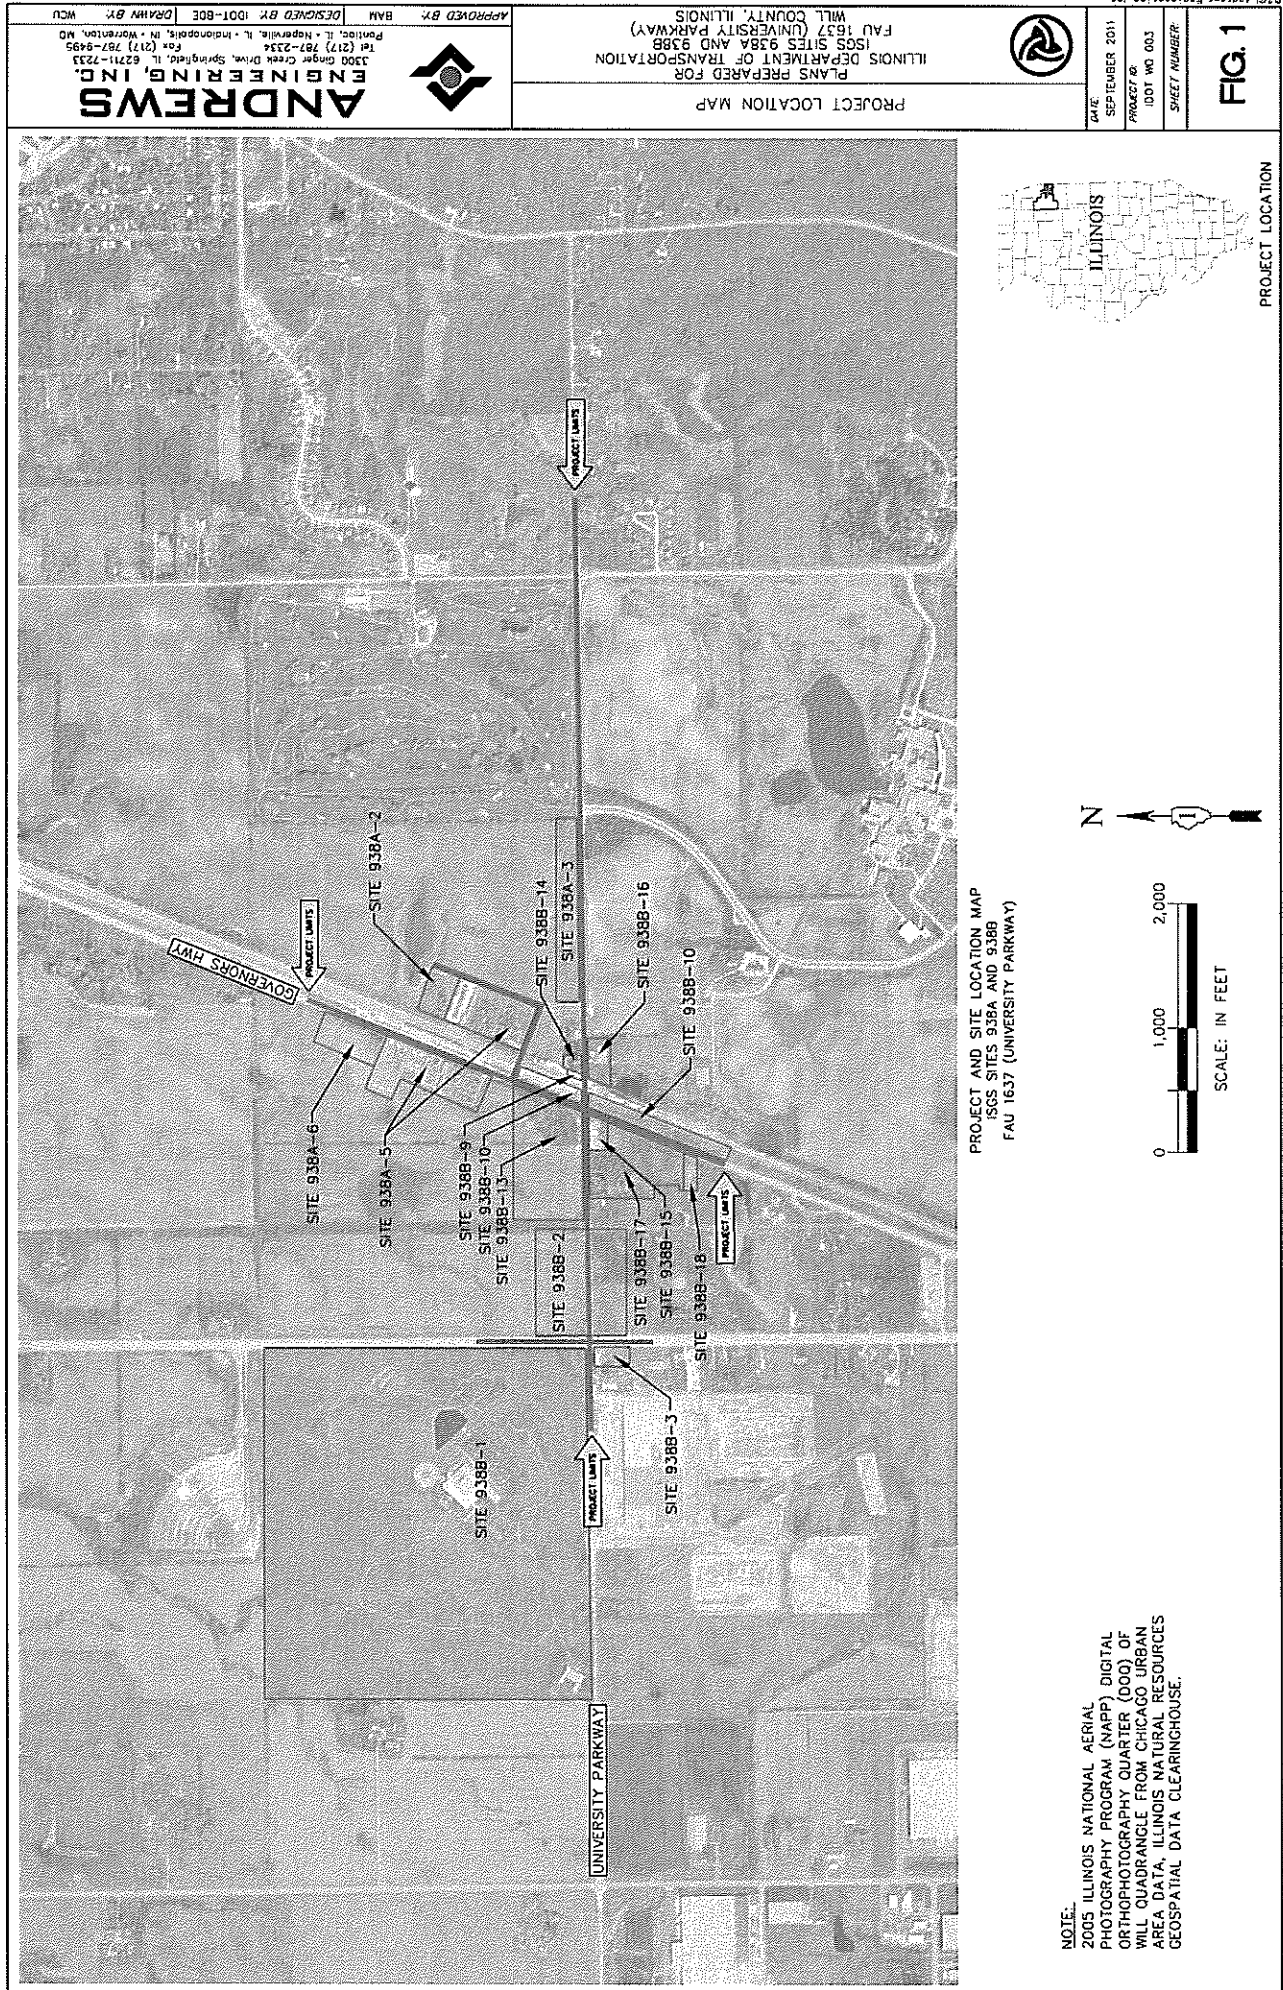 UNIVERSITY PARKWAY
GOVERNORS HWY
PROJECT LIMITS
PROJECT LIMITS
PROJECT LIMITS
PROJECT LIMITS
SITE 938A-6
SITE 938A-5
SITE 938A-2
SITE 938B-9
SITE 938B-10
SITE 938B-13
SITE 938B-14
SITE 938A-3
SITE 938B-2
SITE 938B-1
SITE 938B-16
SITE 938B-10
SITE 938B-17
SITE 938B-15
SITE 938B-18
SITE 938B-3
NOTE:
2005 ILLINOIS NATIONAL AERIAL
PHOTOGRAPHY PROGRAM (NAPP) DIGITAL
ORTHOPHOTOGRAPHY QUARTER (DOQ) OF
WILL QUADRANGLE FROM CHICAGO URBAN
AREA DATA, ILLINOIS NATURAL RESOURCES
GEOSPATIAL DATA CLEARINGHOUSE.
PROJECT AND SITE LOCATION MAP
ISGS SITES 938A AND 938B
FAU 1637 (UNIVERSITY PARKWAY)
0 1,000 2,000
SCALE: IN FEET
N
ILLINOIS
PROJECT LOCATION
ANDREWS
ENGINEERING, INC.
3300 Ginger Creek Drive, Springfield, IL 62711-7233
Tel (217) 787-2334 Fax (217) 787-9495
Pontiac, IL • Naperville, IL • Indianapolis, IN • Warrenton, MO
APPROVED BY: BAM
DESIGNED BY: IDOT-BDE
DRAWN BY: WCU
PROJECT LOCATION MAP
PLANS PREPARED FOR
ILLINOIS DEPARTMENT OF TRANSPORTATION
ISGS SITES 938A AND 938B
FAU 1637 (UNIVERSITY PARKWAY)
WILL COUNTY, ILLINOIS
DATE:
SEPTEMBER 2011
PROJECT ID:
IDOT WO 003
SHEET NUMBER:
FIG. 1